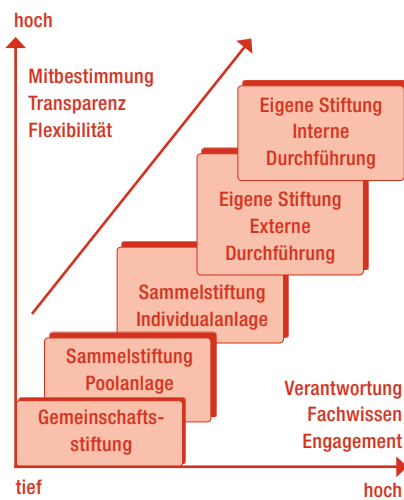 hoch
Mitbestimmung
Transparenz
Flexibilität
Eigene Stiftung
Interne
Durchführung
Eigene Stiftung
Externe
Durchführung
Sammelstiftung
Individualanlage
Sammelstiftung
Poolanlage
Gemeinschafts-
stiftung
Verantwortung
Fachwissen
Engagement
tief
hoch